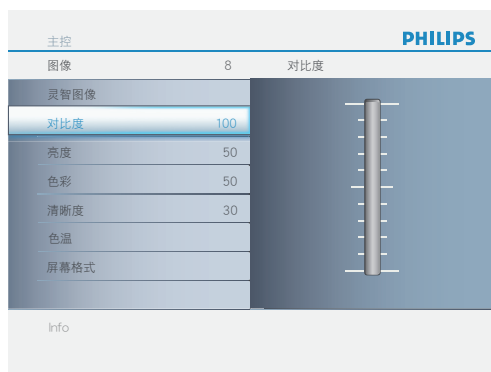 主控
PHILIPS
图像 8 对比度
灵智图像
对比度 100
亮度 50
色彩 50
清晰度 30
色温
屏幕格式
Info